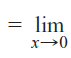 = lim
x→0